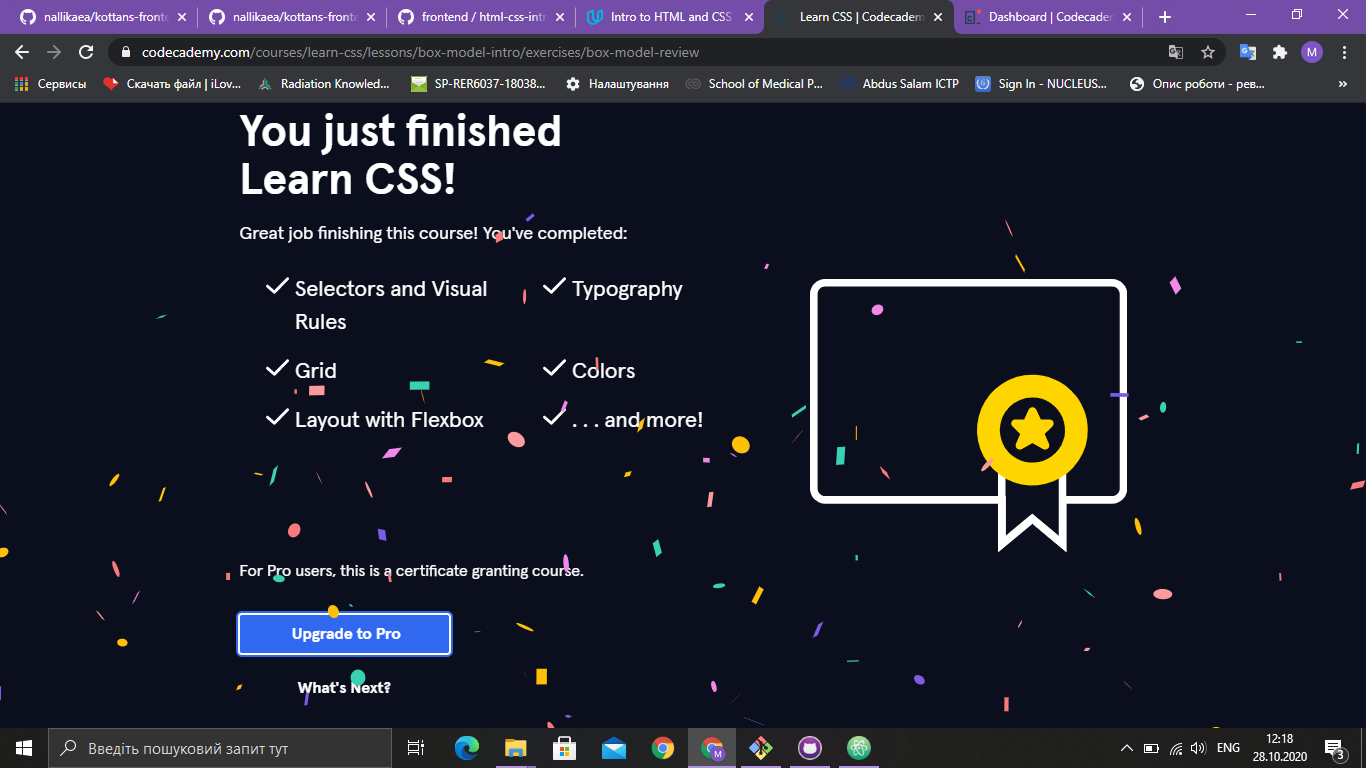 nallikaea/kottans-fronte
nallikaea/kottans-fronte
frontend / html-css-intr
Intro to HTML and CSS
Learn CSS | Codecadem
Dashboard | Codecadem
codecademy.com/courses/learn-css/lessons/box-model-intro/exercises/box-model-review
M
Сервисы
Скачать файл | iLov...
Radiation Knowled...
SP-RER6037-18038...
Налаштування
School of Medical P...
Abdus Salam ICTP
Sign In - NUCLEUS...
Опис роботи - рев...
You just finished
Learn CSS!
Great job finishing this course! You've completed:
Selectors and Visual
Rules
Typography
Grid
Colors
Layout with Flexbox
. . . and more!
For Pro users, this is a certificate granting course.
Upgrade to Pro
What's Next?
Введіть пошуковий запит тут
M
ENG
12:18
28.10.2020
3